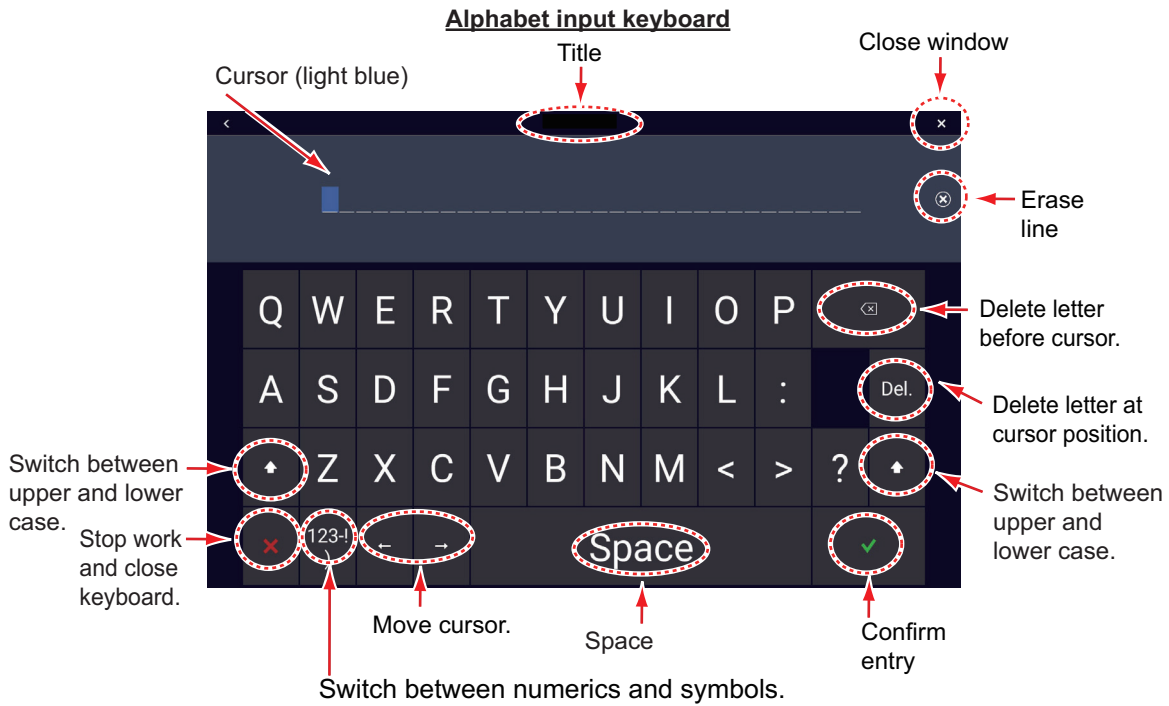 Alphabet input keyboard
Title
Close window
Cursor (light blue)
Erase
line
Q W E R T Y U I O P
Delete letter
before cursor.
A S D F G H J K L : Del.
Delete letter at
cursor position.
Switch between
upper and lower
case.
Z X C V B N M < > ?
Switch between
upper and
lower case.
Stop work
and close
keyboard.
123-!
) ← → Space
Move cursor.
Space
Confirm
entry
Switch between numerics and symbols.